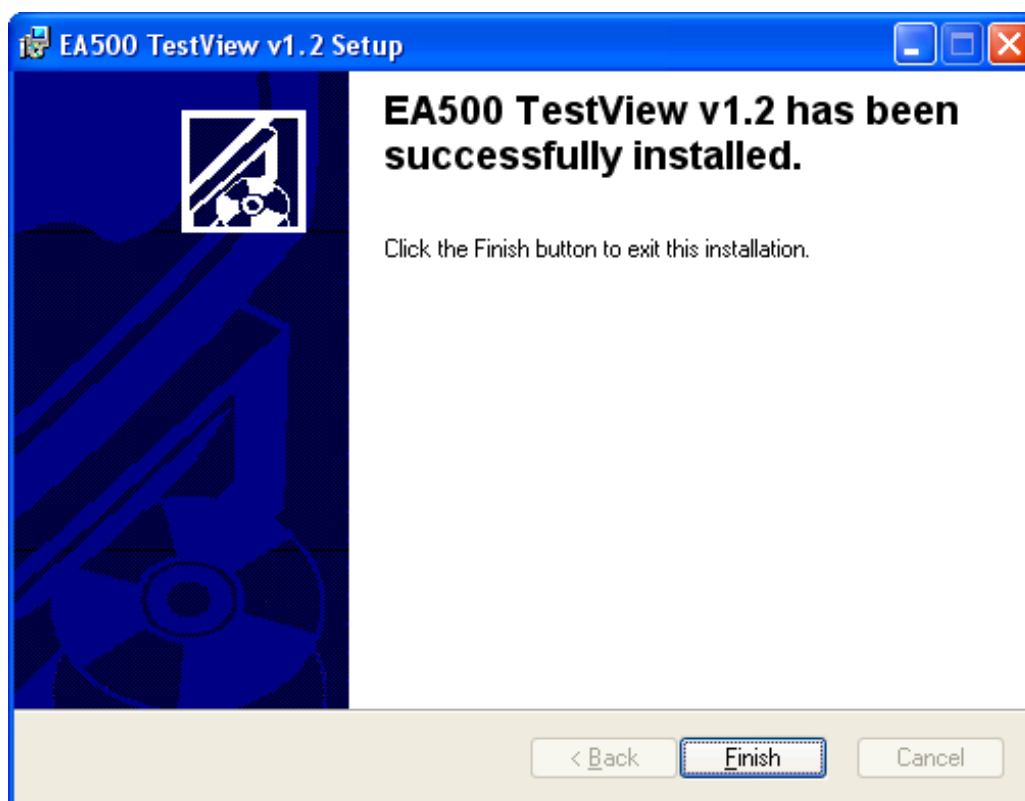 EA500 TestView v1.2 Setup
EA500 TestView v1.2 has been
successfully installed.
Click the Finish button to exit this installation.
< Back
Finish
Cancel